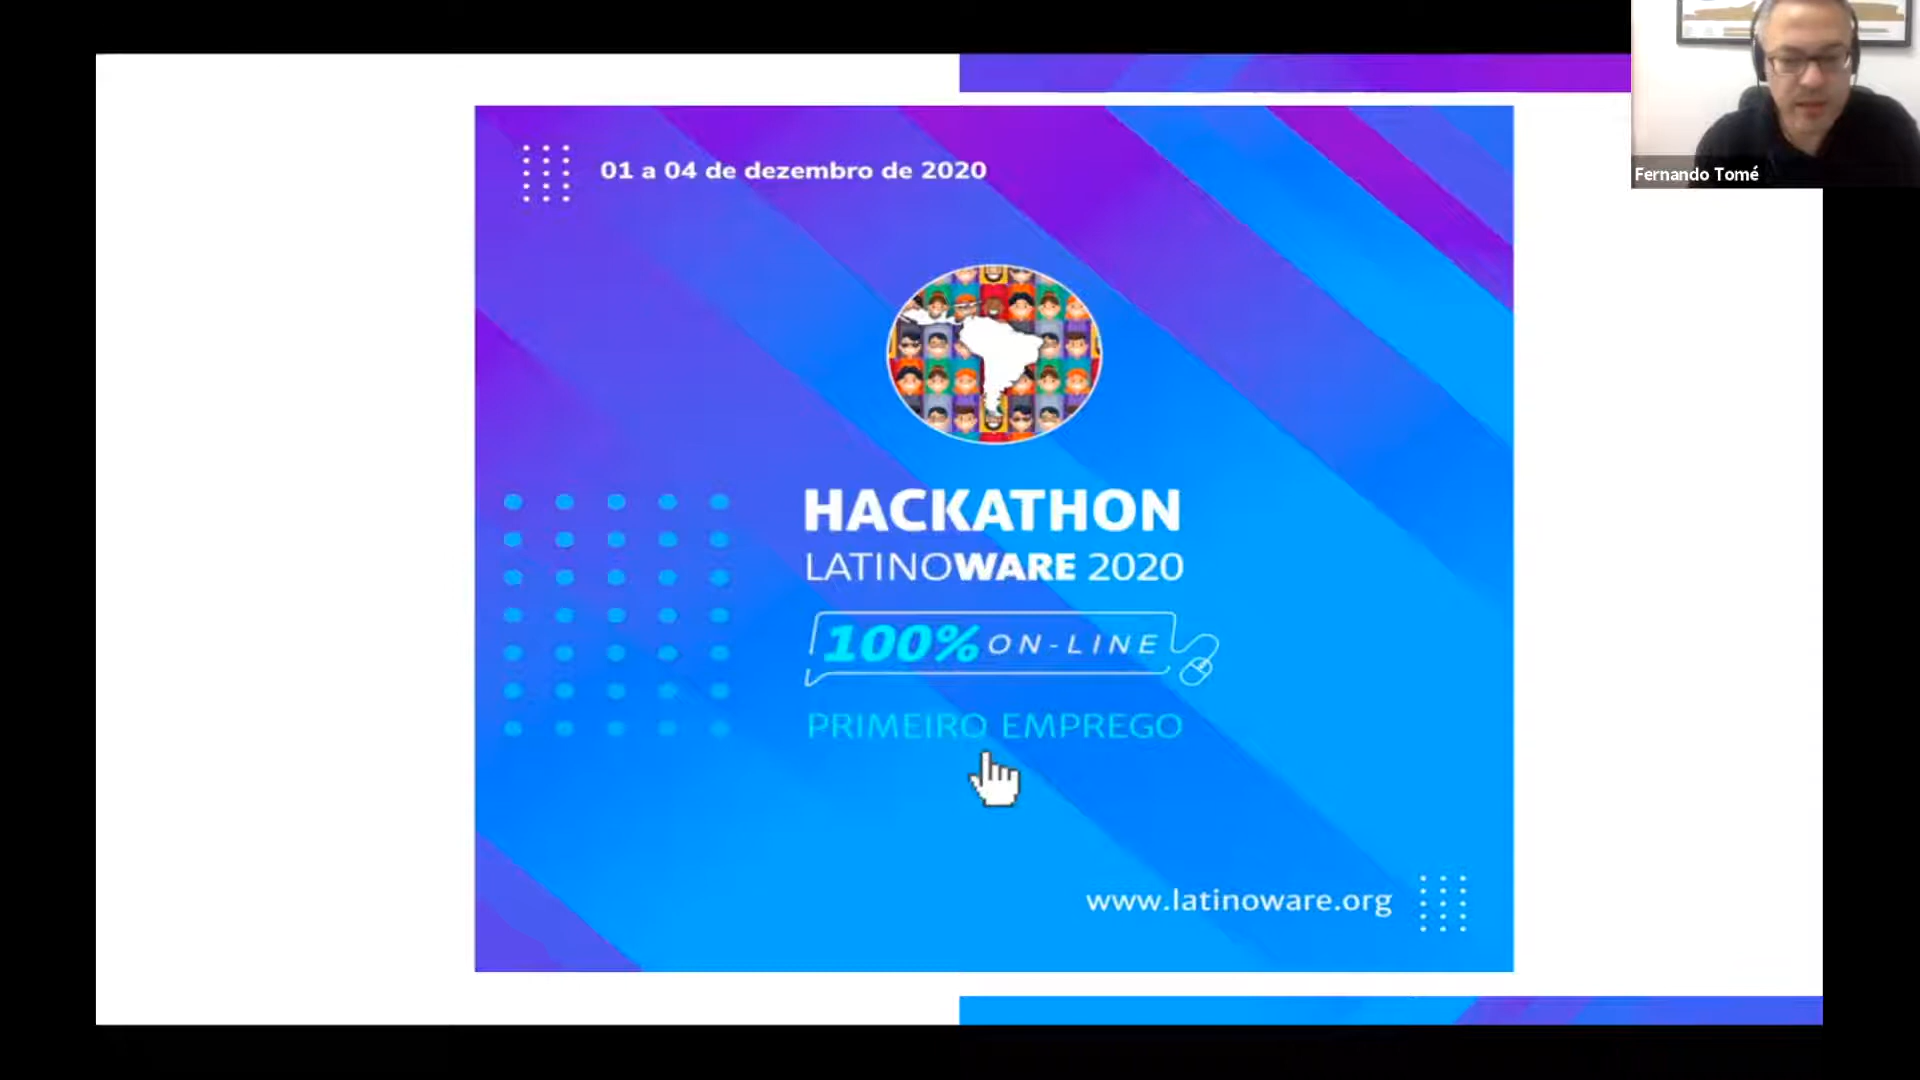 01 a 04 de dezembro de 2020
Fernando Tomé
HACKATHON
LATINOWARE 2020
100% ON-LINE
PRIMEIRO EMPREGO
www.latinoware.org